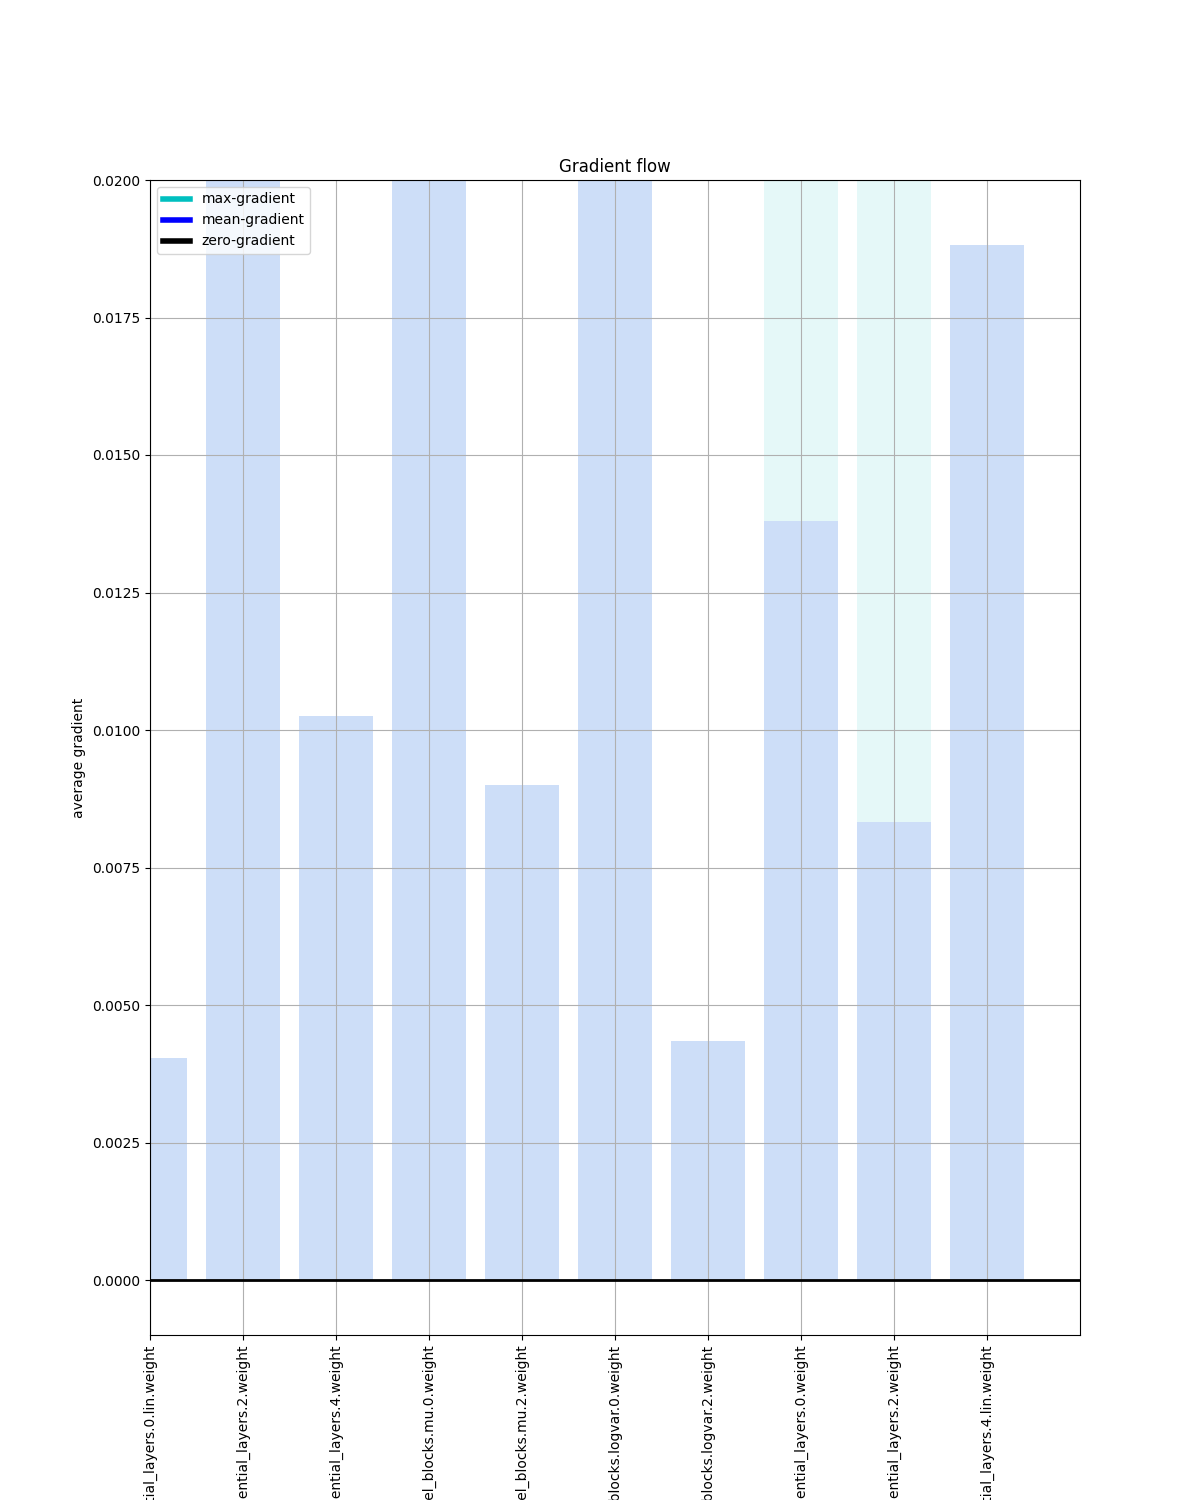 Gradient flow
max-gradient
mean-gradient
zero-gradient
0.0200
0.0175
0.0150
0.0125
0.0100
0.0075
0.0050
0.0025
0.0000
average gradient
tial_layers.0.lin.weight
ential_layers.2.weight
ential_layers.4.weight
el_blocks.mu.0.weight
el_blocks.mu.2.weight
blocks.logvar.0.weight
blocks.logvar.2.weight
ential_layers.0.weight
ential_layers.2.weight
tial_layers.4.lin.weight